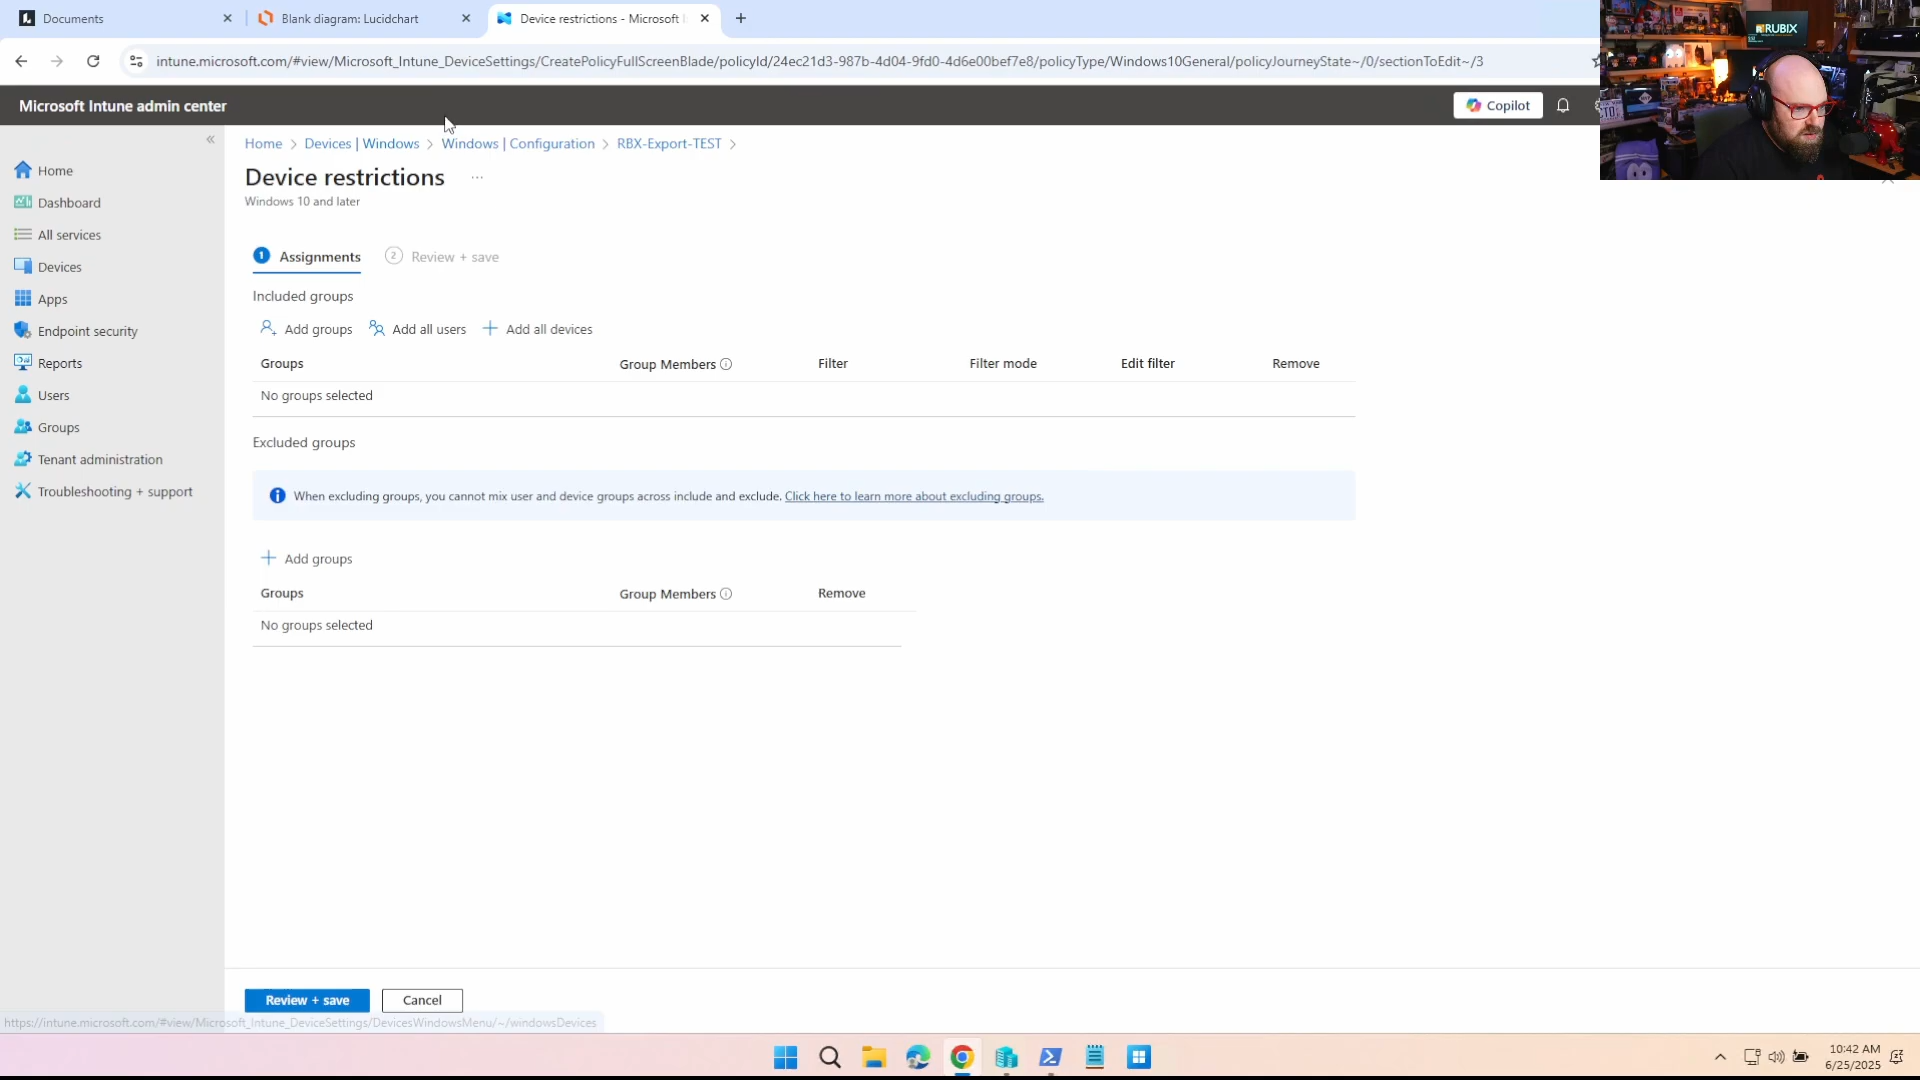 Documents
Blank diagram: Lucidchart
Device restrictions - Microsoft
intune.microsoft.com/#view/Microsoft_Intune_DeviceSettings/CreatePolicyFullScreenBlade/policyId/24ec21d3-987b-4d04-9fd0-4d6e00bef7e8/policyType/Windows10General/policyJourneyState~/0/sectionToEdit~/3
RUBIX
Microsoft Intune admin center
Copilot
Home > Devices | Windows > Windows | Configuration > RBX-Export-TEST >
Device restrictions ...
Windows 10 and later
Home
Dashboard
All services
Devices
Apps
Endpoint security
Reports
Users
Groups
Tenant administration
Troubleshooting + support
1 Assignments 2 Review + save
Included groups
Add groups Add all users Add all devices
Groups Group Members Filter Filter mode Edit filter Remove
No groups selected
Excluded groups
When excluding groups, you cannot mix user and device groups across include and exclude. Click here to learn more about excluding groups.
Add groups
Groups Group Members Remove
No groups selected
Review + save Cancel
https://intune.microsoft.com/#view/Microsoft_Intune_DeviceSettings/DevicesWindowsMenu/~/windowsDevices
10:42 AM
6/25/2025